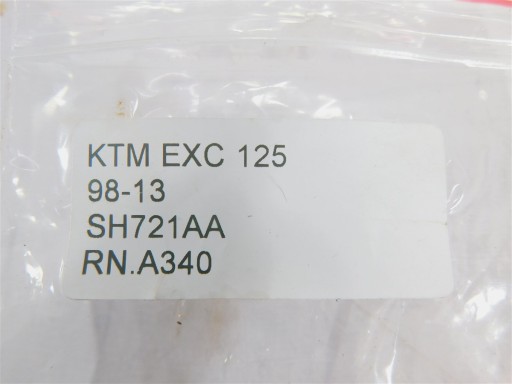 KTM EXC 125
98-13
SH721AA
RN.A340